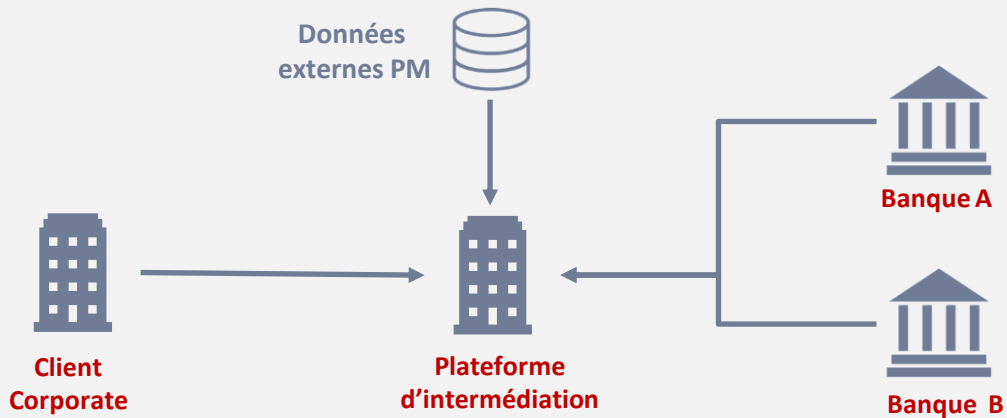 Données
externes PM
Banque A
Client
Corporate
Plateforme
d'intermédiation
Banque B